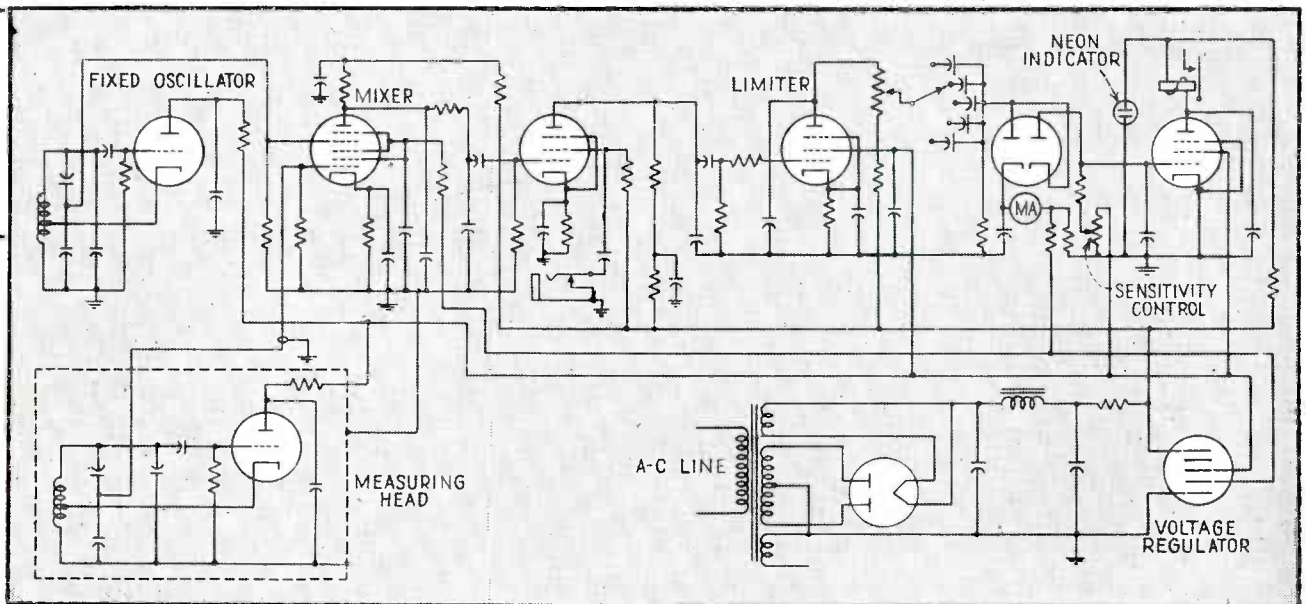 FIXED OSCILLATOR
MIXER
LIMITER
NEON
INDICATOR
MA
SENSITIVITY
CONTROL
MEASURING
HEAD
A-C LINE
VOLTAGE
REGULATOR